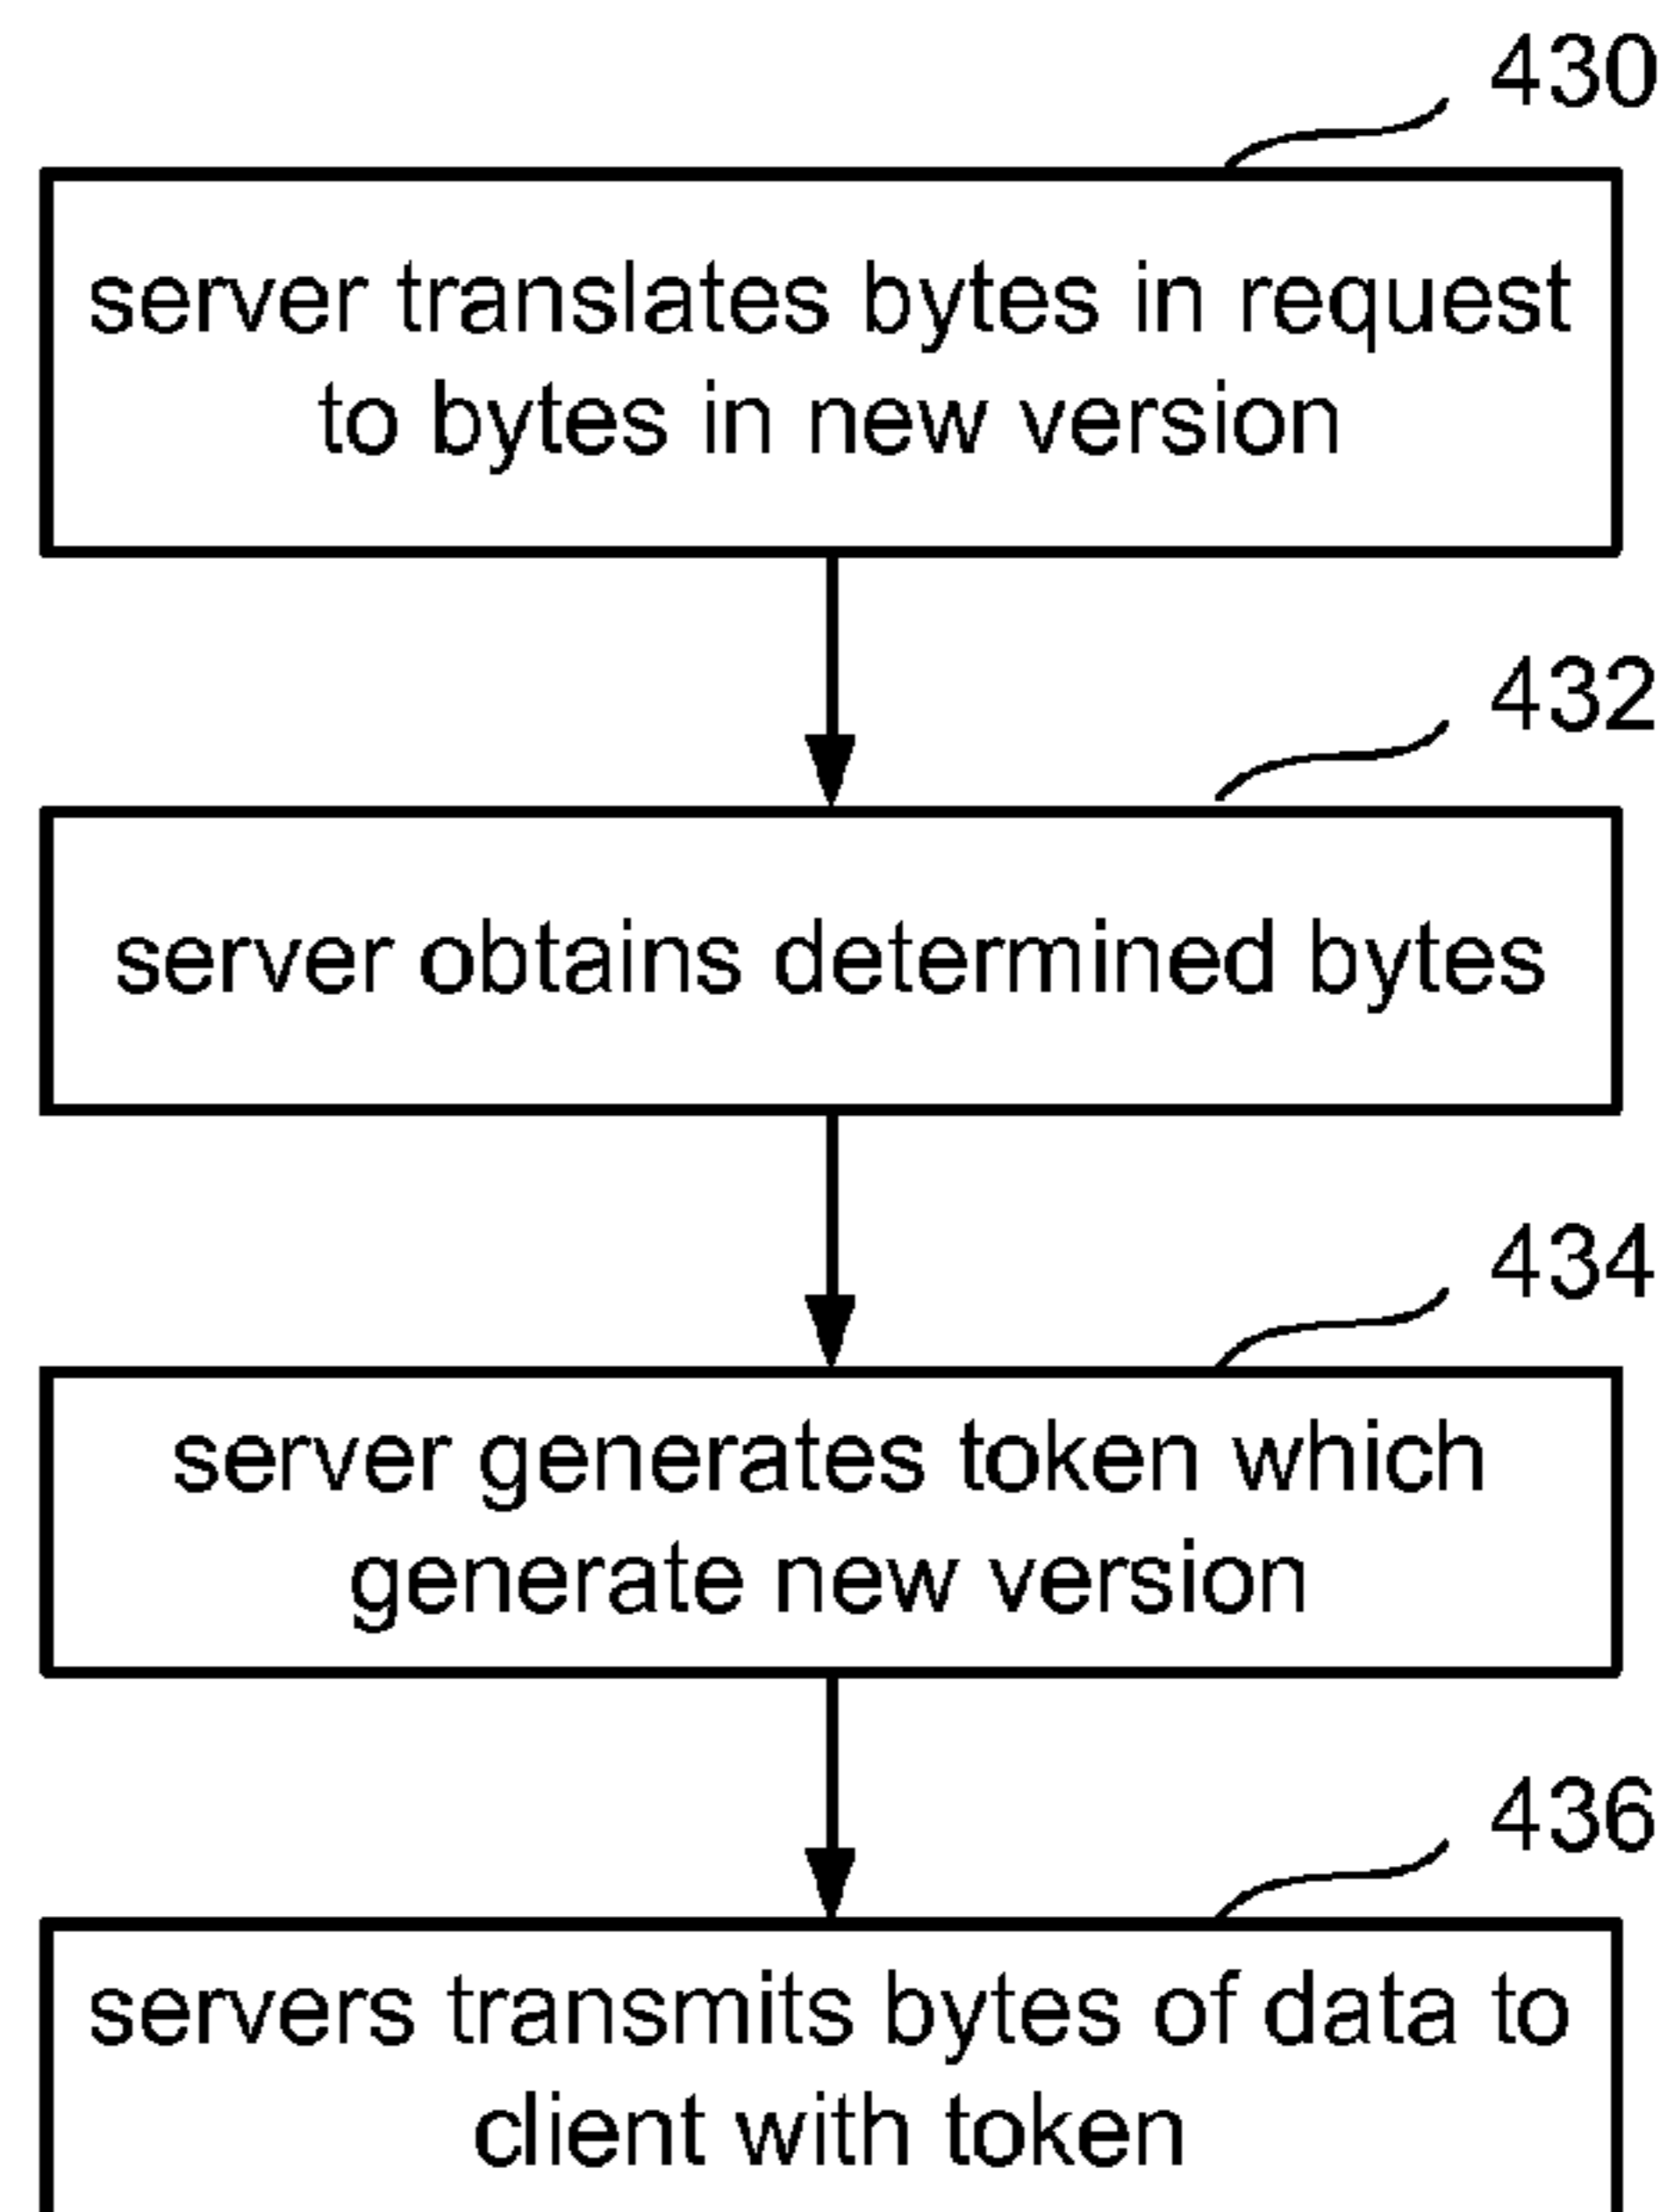 430
server translates bytes in request
to bytes in new version
432
server obtains determined bytes
434
server generates token which
generate new version
436
servers transmits bytes of data to
client with token